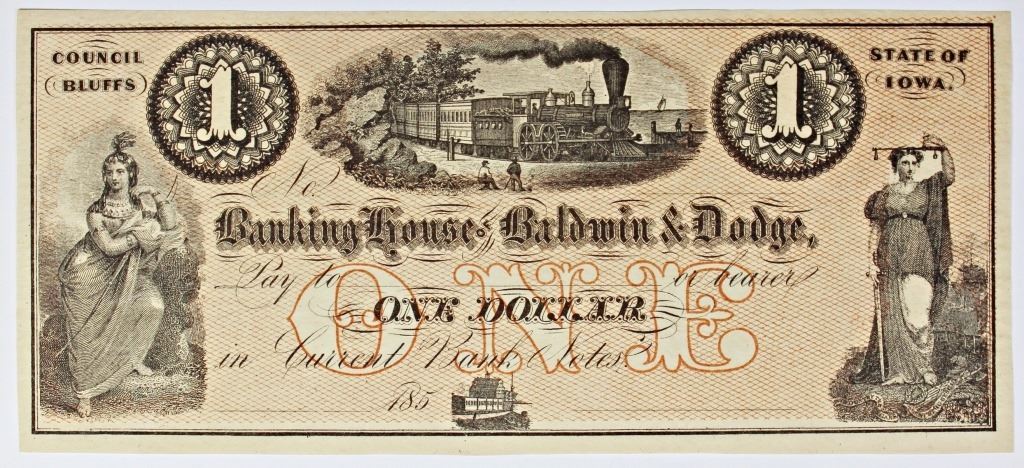 COUNCIL BLUFFS
1
1
STATE OF IOWA.
No
Banking House of Baldwin & Dodge,
Pay to or bearer
ONE
ONE DOLLAR
in Current Bank Notes.
185